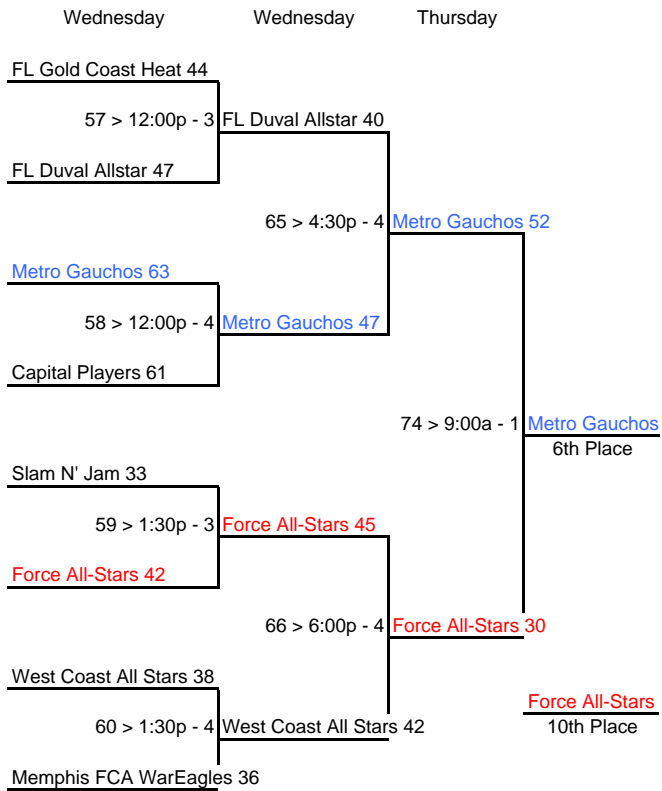 Wednesday Wednesday Thursday
FL Gold Coast Heat 44
57 > 12:00p - 3 FL Duval Allstar 40
FL Duval Allstar 47
65 > 4:30p - 4 Metro Gauchos 52
Metro Gauchos 63
58 > 12:00p - 4 Metro Gauchos 47
Capital Players 61
74 > 9:00a - 1 Metro Gauchos
6th Place
Slam N' Jam 33
59 > 1:30p - 3 Force All-Stars 45
Force All-Stars 42
66 > 6:00p - 4 Force All-Stars 30
West Coast All Stars 38
Force All-Stars
60 > 1:30p - 4 West Coast All Stars 42
10th Place
Memphis FCA WarEagles 36